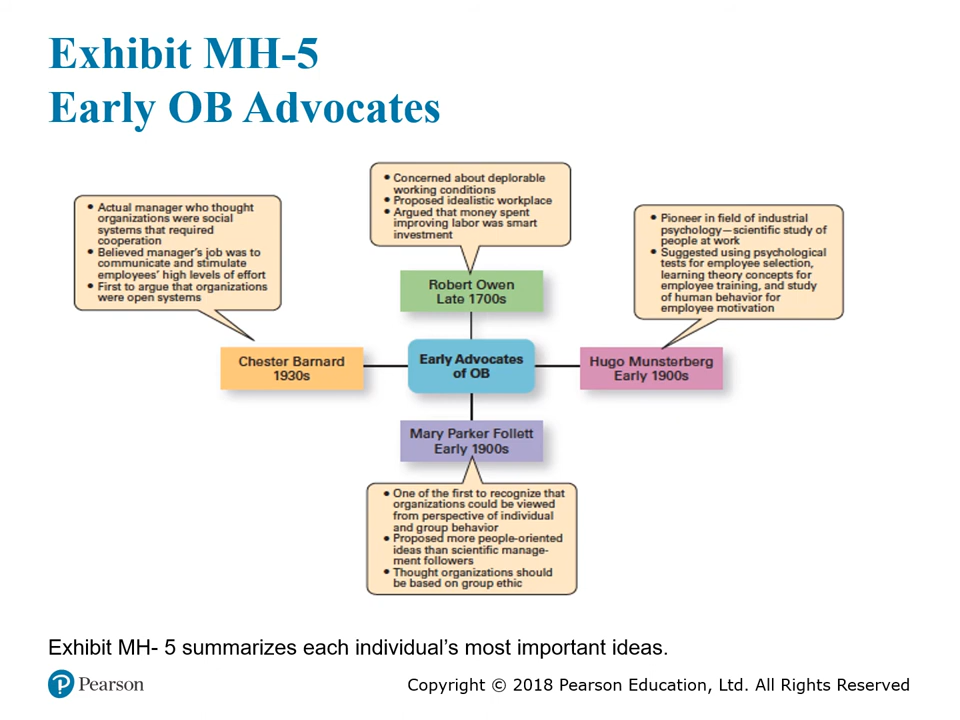 Exhibit MH-5
Early OB Advocates
• Concerned about deplorable
working conditions
• Proposed idealistic workplace
• Argued that money spent
improving labor was smart
investment
• Actual manager who thought
organizations were social
systems that required
cooperation
• Believed manager's job was to
communicate and stimulate
employees' high levels of effort
• First to argue that organizations
were open systems
• Pioneer in field of industrial
psychology—scientific study of
people at work
• Suggested using psychological
tests for employee selection,
learning theory concepts for
employee training, and study
of human behavior for
employee motivation
Robert Owen
Late 1700s
Chester Barnard
1930s
Early Advocates
of OB
Hugo Munsterberg
Early 1900s
Mary Parker Follett
Early 1900s
• One of the first to recognize that
organizations could be viewed
from perspective of individual
and group behavior
• Proposed more people-oriented
ideas than scientific manage-
ment followers
• Thought organizations should
be based on group ethic
Exhibit MH- 5 summarizes each individual's most important ideas.
P Pearson
Copyright © 2018 Pearson Education, Ltd. All Rights Reserved